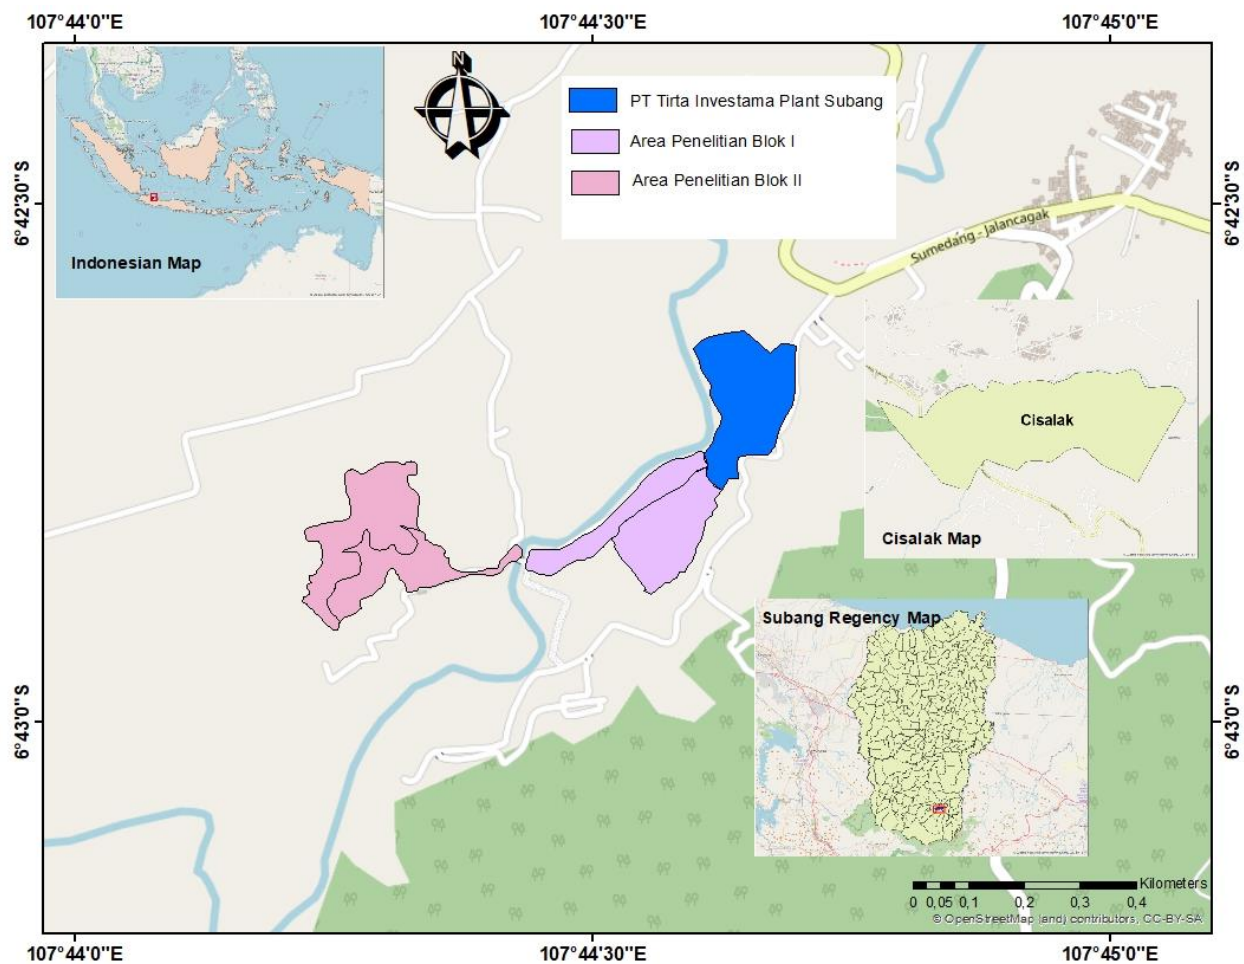 107°44'0"E 107°44'30"E 107°45'0"E
N
PT Tirta Investama Plant Subang
Area Penelitian Blok I
Area Penelitian Blok II
6°42'30"S 6°42'30"S
Indonesian Map
Sumedang - Jalancagak
Cisalak
Cisalak Map
Subang Regency Map
6°43'0"S 6°43'0"S
Kilometers
0 0,05 0,1 0,2 0,3 0,4
© OpenStreetMap (and) contributors, CC-BY-SA
107°44'0"E 107°44'30"E 107°45'0"E